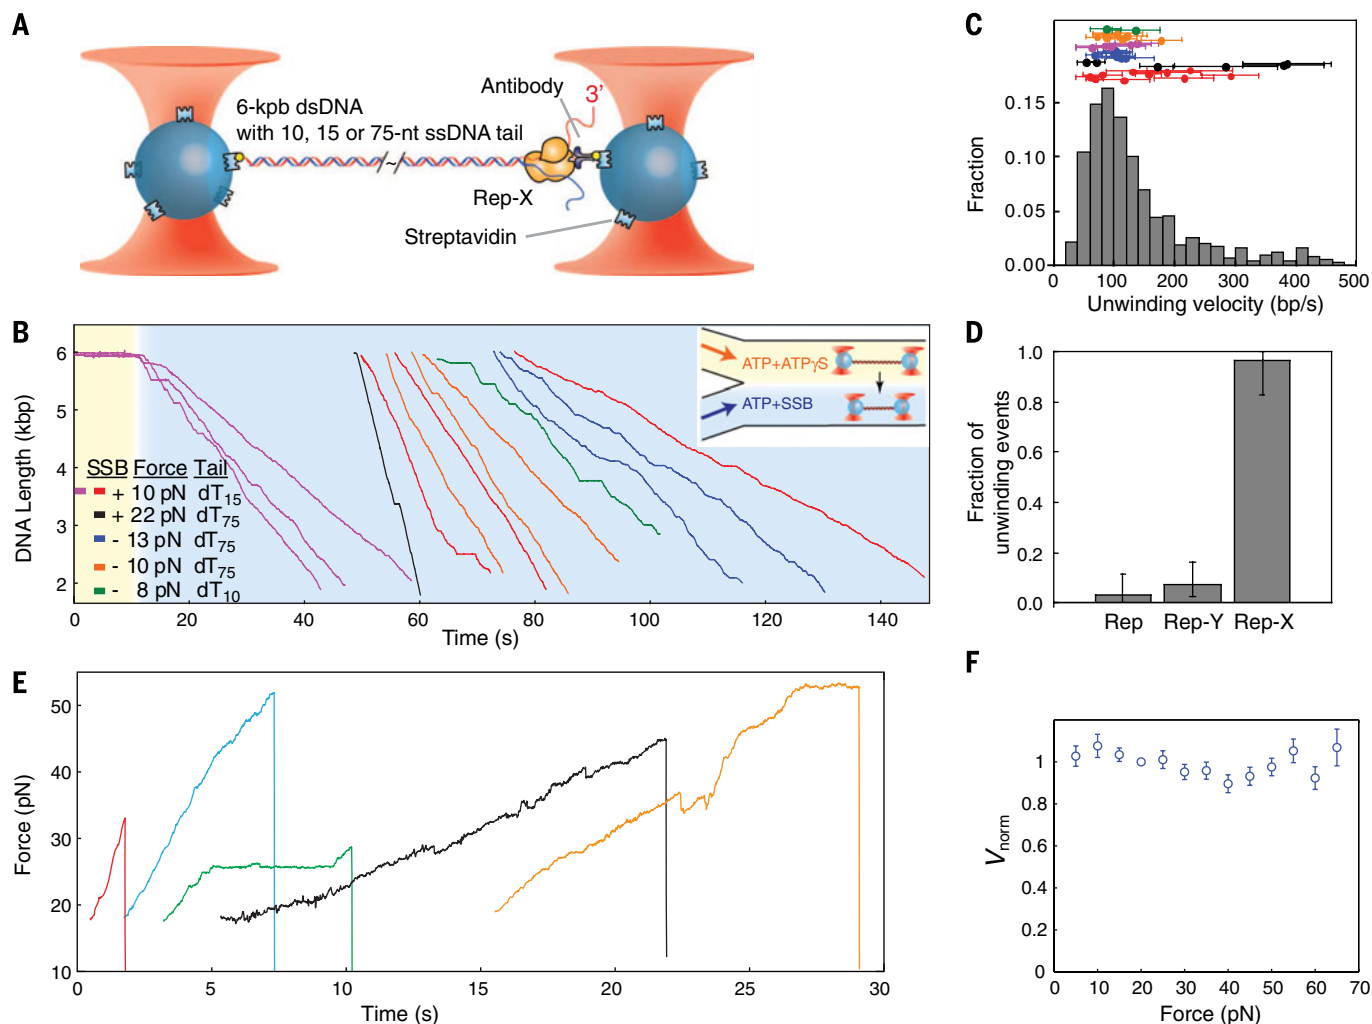 A
6-kpb dsDNA
with 10, 15 or 75-nt ssDNA tail
Antibody
3'
Rep-X
Streptavidin
B
DNA Length (kbp)
6
5
4
3
2
0 20 40 60 80 100 120 140
Time (s)
SSB Force Tail
+ 10 pN dT15
+ 22 pN dT75
- 13 pN dT75
- 10 pN dT75
- 8 pN dT10
ATP+ATPγS
ATP+SSB
C
Fraction
0.15
0.10
0.05
0.00
0 100 200 300 400 500
Unwinding velocity (bp/s)
D
Fraction of
unwinding events
1.0
0.8
0.6
0.4
0.2
0.0
Rep Rep-Y Rep-X
E
Force (pN)
50
40
30
20
10
0 5 10 15 20 25 30
Time (s)
F
Vnorm
1
0.8
0.6
0.4
0.2
0
0 10 20 30 40 50 60 70
Force (pN)